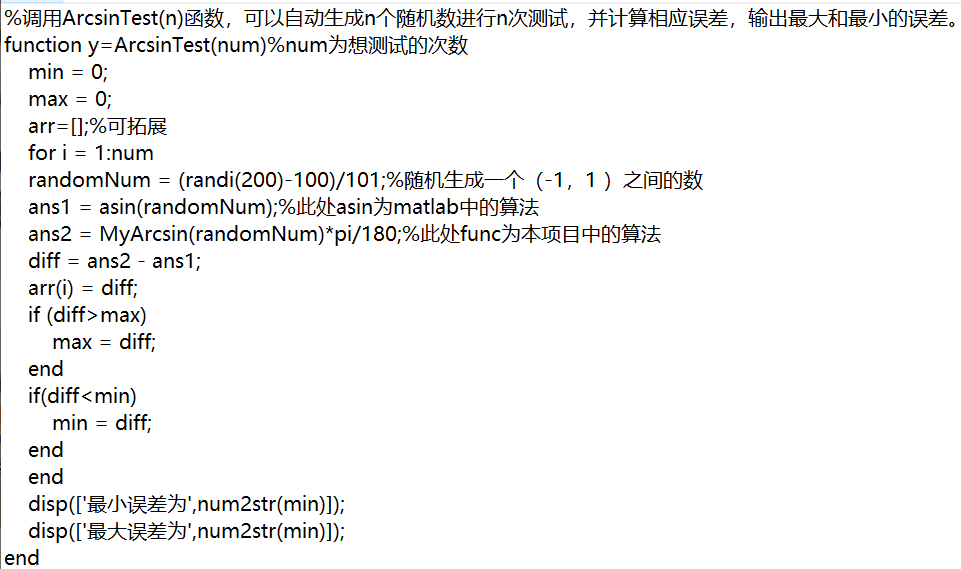 %调用ArcsinTest(n)函数，可以自动生成n个随机数进行n次测试，并计算相应误差，输出最大和最小的误差。
function y=ArcsinTest(num)%num为想测试的次数
min = 0;
max = 0;
arr=[];%可拓展
for i = 1:num
randomNum = (randi(200)-100)/101;%随机生成一个（-1，1 ）之间的数
ans1 = asin(randomNum);%此处asin为matlab中的算法
ans2 = MyArcsin(randomNum)*pi/180;%此处func为本项目中的算法
diff = ans2 - ans1;
arr(i) = diff;
if (diff>max)
max = diff;
end
if(diff<min)
min = diff;
end
end
disp(['最小误差为',num2str(min)]);
disp(['最大误差为',num2str(min)]);
end